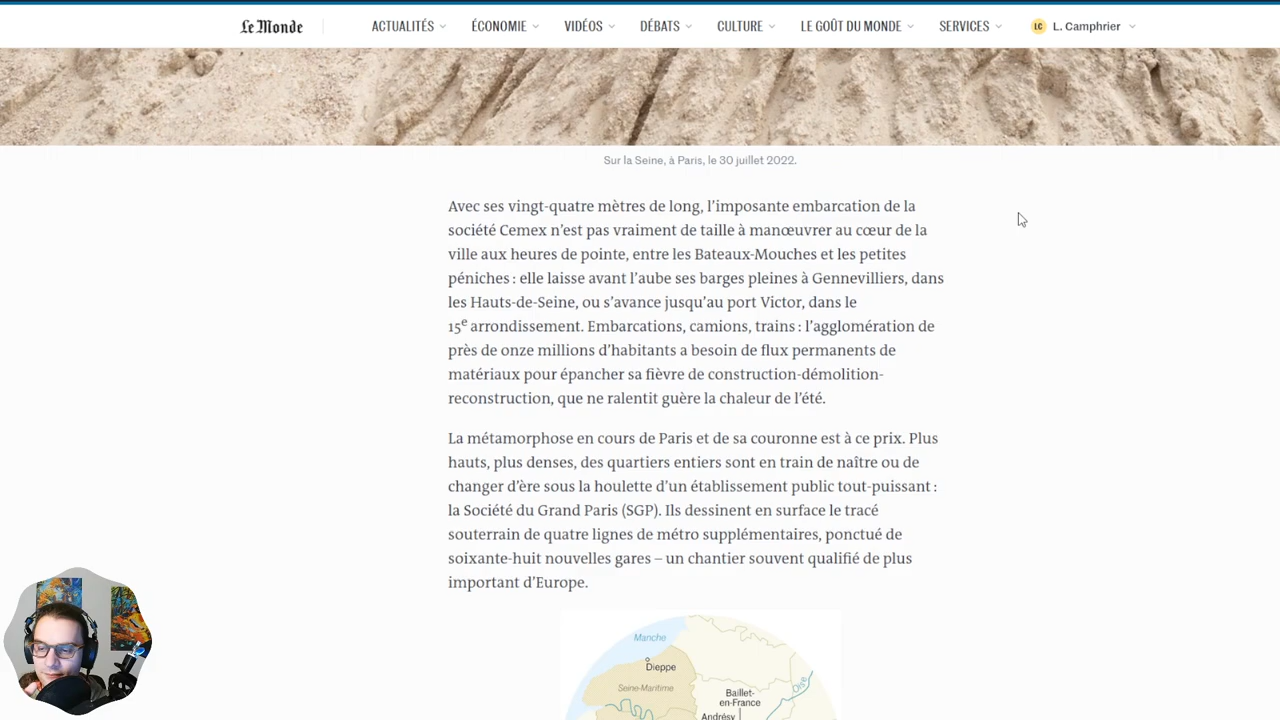 Le Monde
ACTUALITÉS
ÉCONOMIE
VIDÉOS
DÉBATS
CULTURE
LE GOÛT DU MONDE
SERVICES
LC
L. Camphrier
Sur la Seine, à Paris, le 30 juillet 2022.
Avec ses vingt-quatre mètres de long, l’imposante embarcation de la
société Cemex n’est pas vraiment de taille à manœuvrer au cœur de la
ville aux heures de pointe, entre les Bateaux-Mouches et les petites
péniches : elle laisse avant l’aube ses barges pleines à Gennevilliers, dans
les Hauts-de-Seine, ou s’avance jusqu’au port Victor, dans le
15e arrondissement. Embarcations, camions, trains : l’agglomération de
près de onze millions d’habitants a besoin de flux permanents de
matériaux pour épancher sa fièvre de construction-démolition-
reconstruction, que ne ralentit guère la chaleur de l’été.
La métamorphose en cours de Paris et de sa couronne est à ce prix. Plus
hauts, plus denses, des quartiers entiers sont en train de naître ou de
changer d’ère sous la houlette d’un établissement public tout-puissant :
la Société du Grand Paris (SGP). Ils dessinent en surface le tracé
souterrain de quatre lignes de métro supplémentaires, ponctué de
soixante-huit nouvelles gares – un chantier souvent qualifié de plus
important d’Europe.
Manche
Dieppe
Seine-Maritime
Oise
Baillet-
en-France
Andrésy